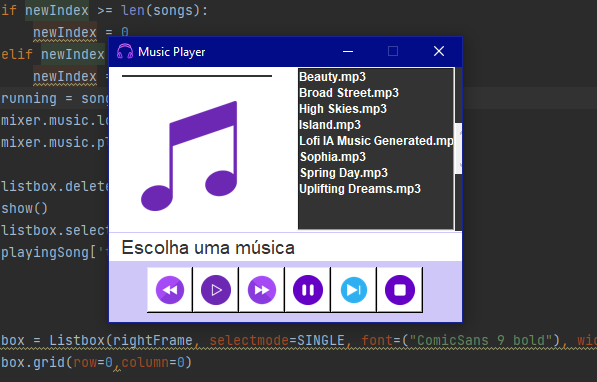 if newIndex >= len(songs):
newIndex = 0
elif newIndex
newIndex =
running = song
mixer.music.lo
mixer.music.pl
listbox.delete
show()
listbox.select
playingSong['t
Music Player
Beauty.mp3
Broad Street.mp3
High Skies.mp3
Island.mp3
Lofi IA Music Generated.mp
Sophia.mp3
Spring Day.mp3
Uplifting Dreams.mp3
Escolha uma música
box = Listbox(rightFrame, selectmode=SINGLE, font=("ComicSans 9 bold"), wid
box.grid(row=0,column=0)